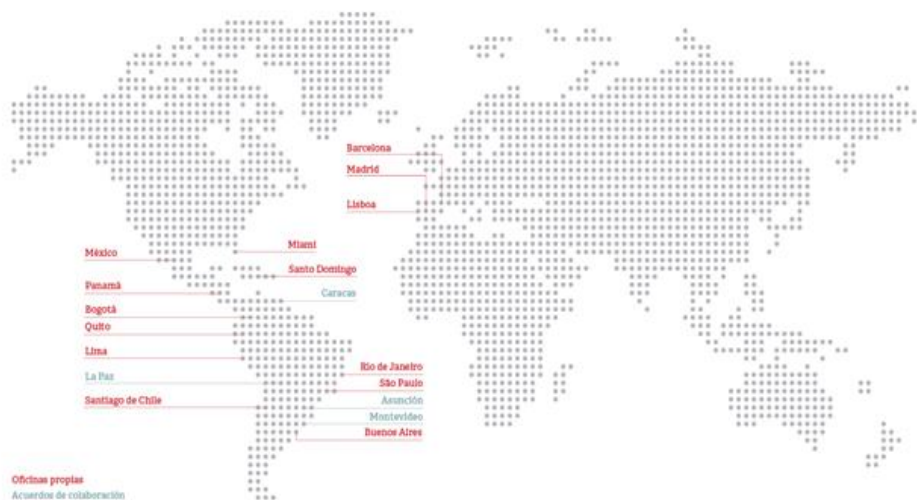 Barcelona
Madrid
Lisboa
Miami
México
Santo Domingo
Panamá
Caracas
Bogotá
Quito
Lima
Rio de Janeiro
La Paz
São Paulo
Santiago de Chile
Asunción
Montevideo
Buenos Aires
Oficinas propias
Acuerdos de colaboración